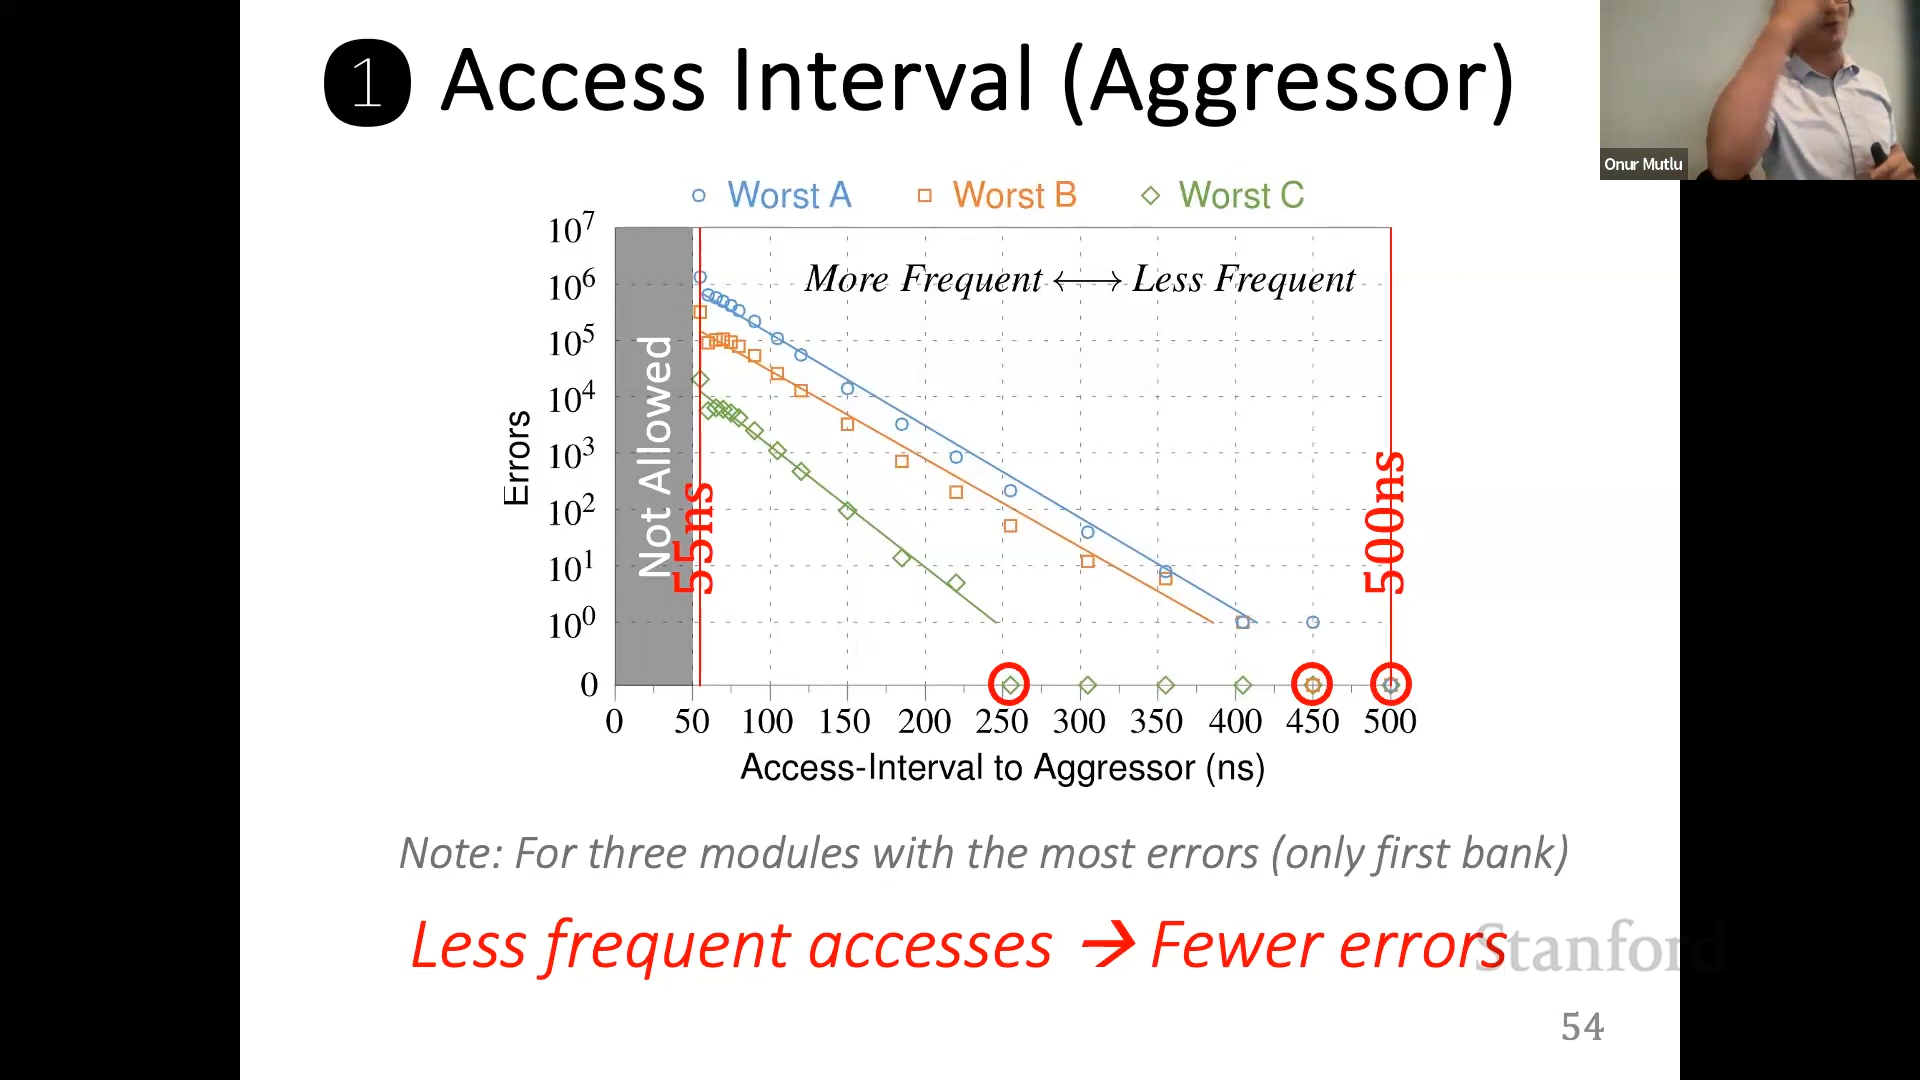 ❶ Access Interval (Aggressor)
Onur Mutlu
Worst A Worst B Worst C
More Frequent ⟷ Less Frequent
10⁷
10⁶
10⁵
10⁴
10³
10²
10¹
10⁰
0
Errors
Not Allowed
55ns
500ns
0 50 100 150 200 250 300 350 400 450 500
Access-Interval to Aggressor (ns)
Note: For three modules with the most errors (only first bank)
Less frequent accesses → Fewer errors
Stanford
54